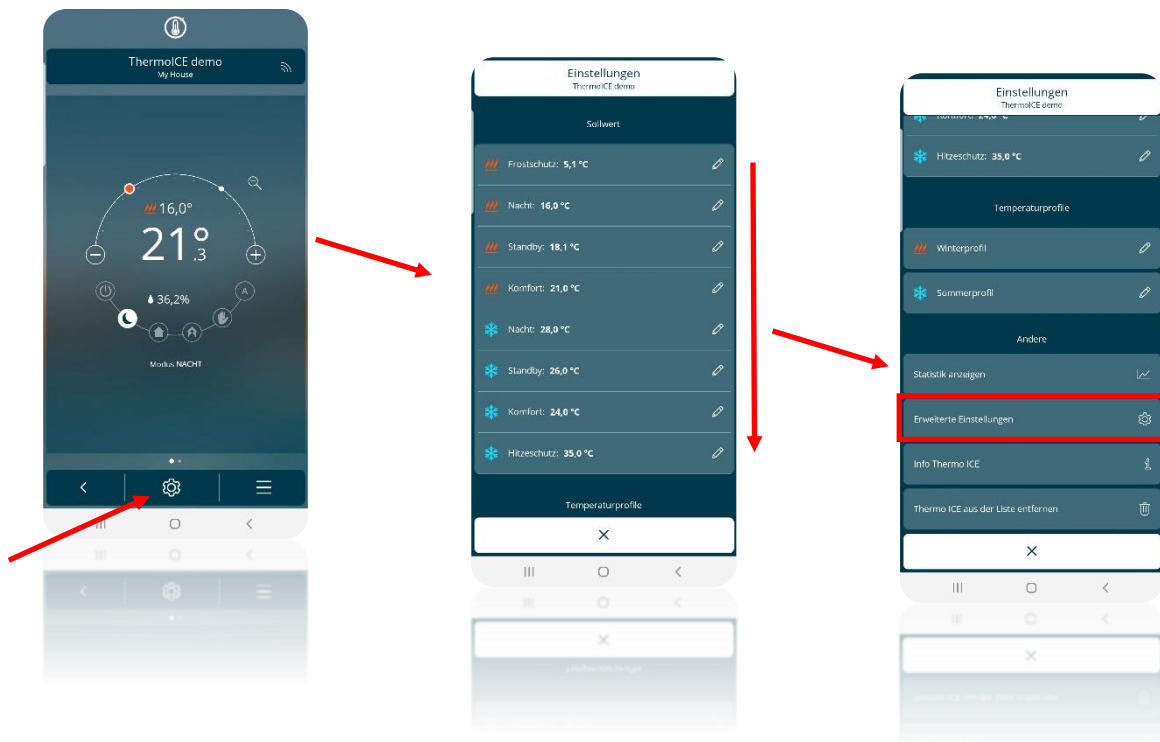 ThermoICE demo
My House
16,0°
21°.3
36,2%
A
Modus NACHT
Einstellungen
ThermoICE demo
Sollwert
Frostschutz: 5,1 °C
Nacht: 16,0 °C
Standby: 18,1 °C
Komfort: 21,0 °C
Nacht: 28,0 °C
Standby: 26,0 °C
Komfort: 24,0 °C
Hitzeschutz: 35,0 °C
Temperaturprofile
Einstellungen
ThermoICE demo
Komfort: 24,0 °C
Hitzeschutz: 35,0 °C
Temperaturprofile
Winterprofil
Sommerprofil
Andere
Statistik anzeigen
Erweiterte Einstellungen
Info Thermo ICE
Thermo ICE aus der Liste entfernen